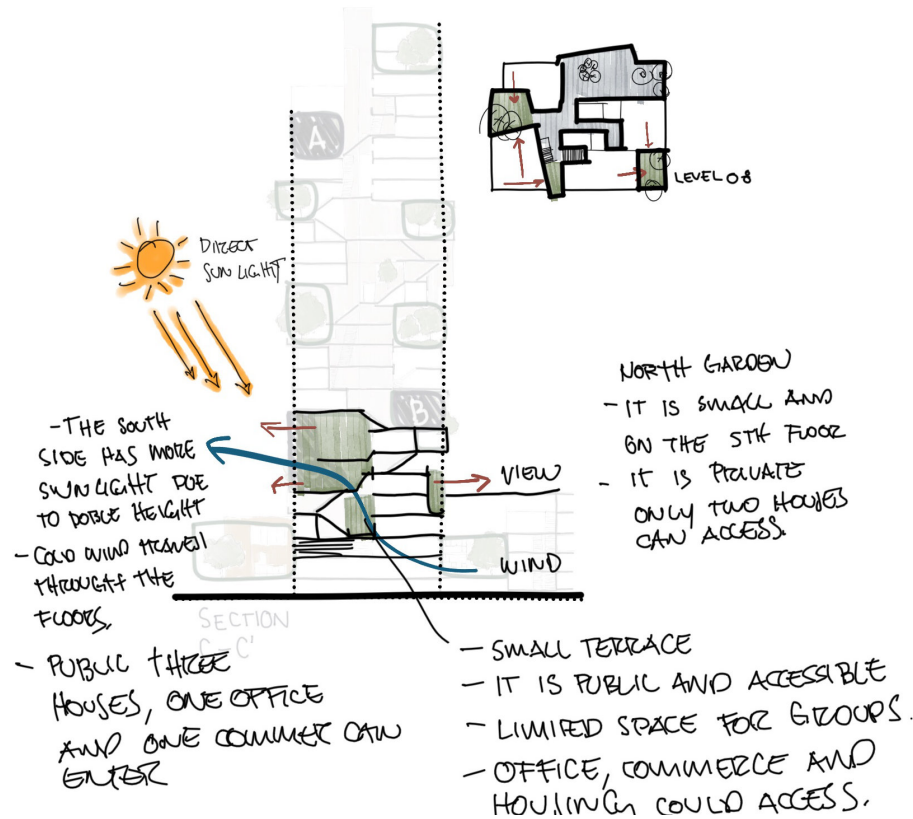 A
LEVEL 08
DIRECT
SUN LIGHT
NORTH GARDEN
- IT IS SMALL AND
ON THE 5TH FLOOR
- IT IS PRIVATE
ONLY TWO HOUSES
CAN ACCESS.
B
-THE SOUTH
SIDE HAS MORE
SUN LIGHT DUE
TO DOBLE HEIGHT
- COLD WIND TRAVEL
THROUGHT THE
FLOORS.
- PUBLIC THREE
HOUSES, ONE OFFICE
AND ONE COMMER CAN
ENTER
VIEW
WIND
SECTION
C - C'
- SMALL TERRACE
- IT IS PUBLIC AND ACCESSIBLE
- LIMITED SPACE FOR GROUPS.
- OFFICE, COMMERCE AND
HOUSING COULD ACCESS.